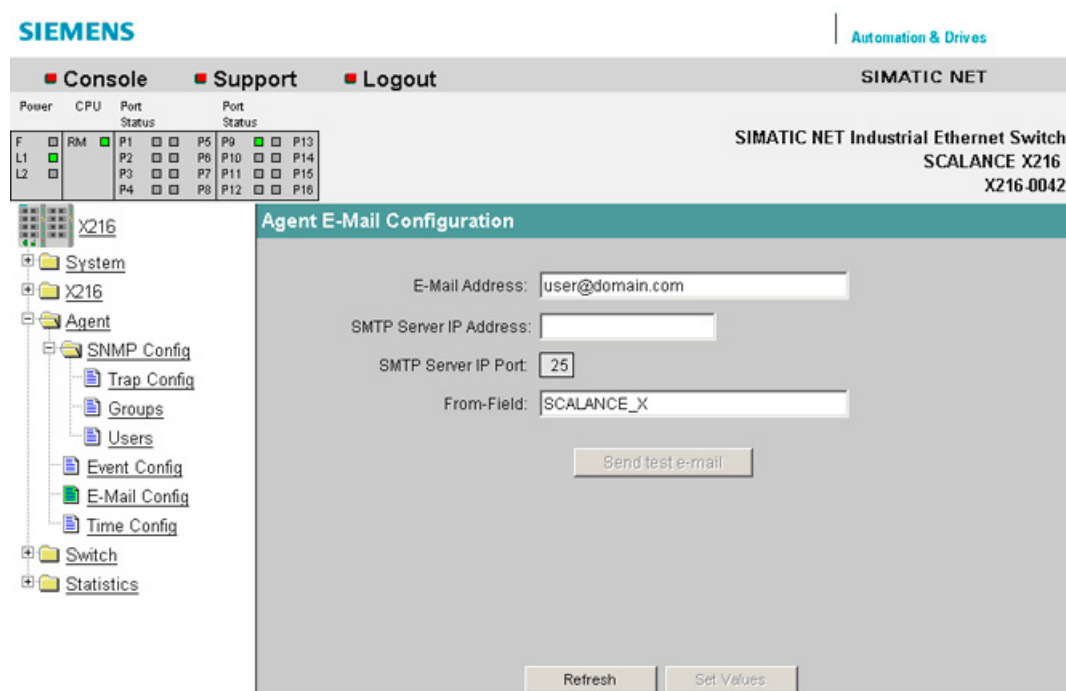 SIEMENS
Automation & Drives
Console Support Logout
SIMATIC NET
Power CPU Port Status Port Status
F RM P1 P5 P9 P13
L1 P2 P6 P10 P14
L2 P3 P7 P11 P15
P4 P8 P12 P16
SIMATIC NET Industrial Ethernet Switch
SCALANCE X216
X216-0042
X216
System
X216
Agent
SNMP Config
Trap Config
Groups
Users
Event Config
E-Mail Config
Time Config
Switch
Statistics
Agent E-Mail Configuration
E-Mail Address: user@domain.com
SMTP Server IP Address:
SMTP Server IP Port: 25
From-Field: SCALANCE_X
Send test e-mail
Refresh Set Values